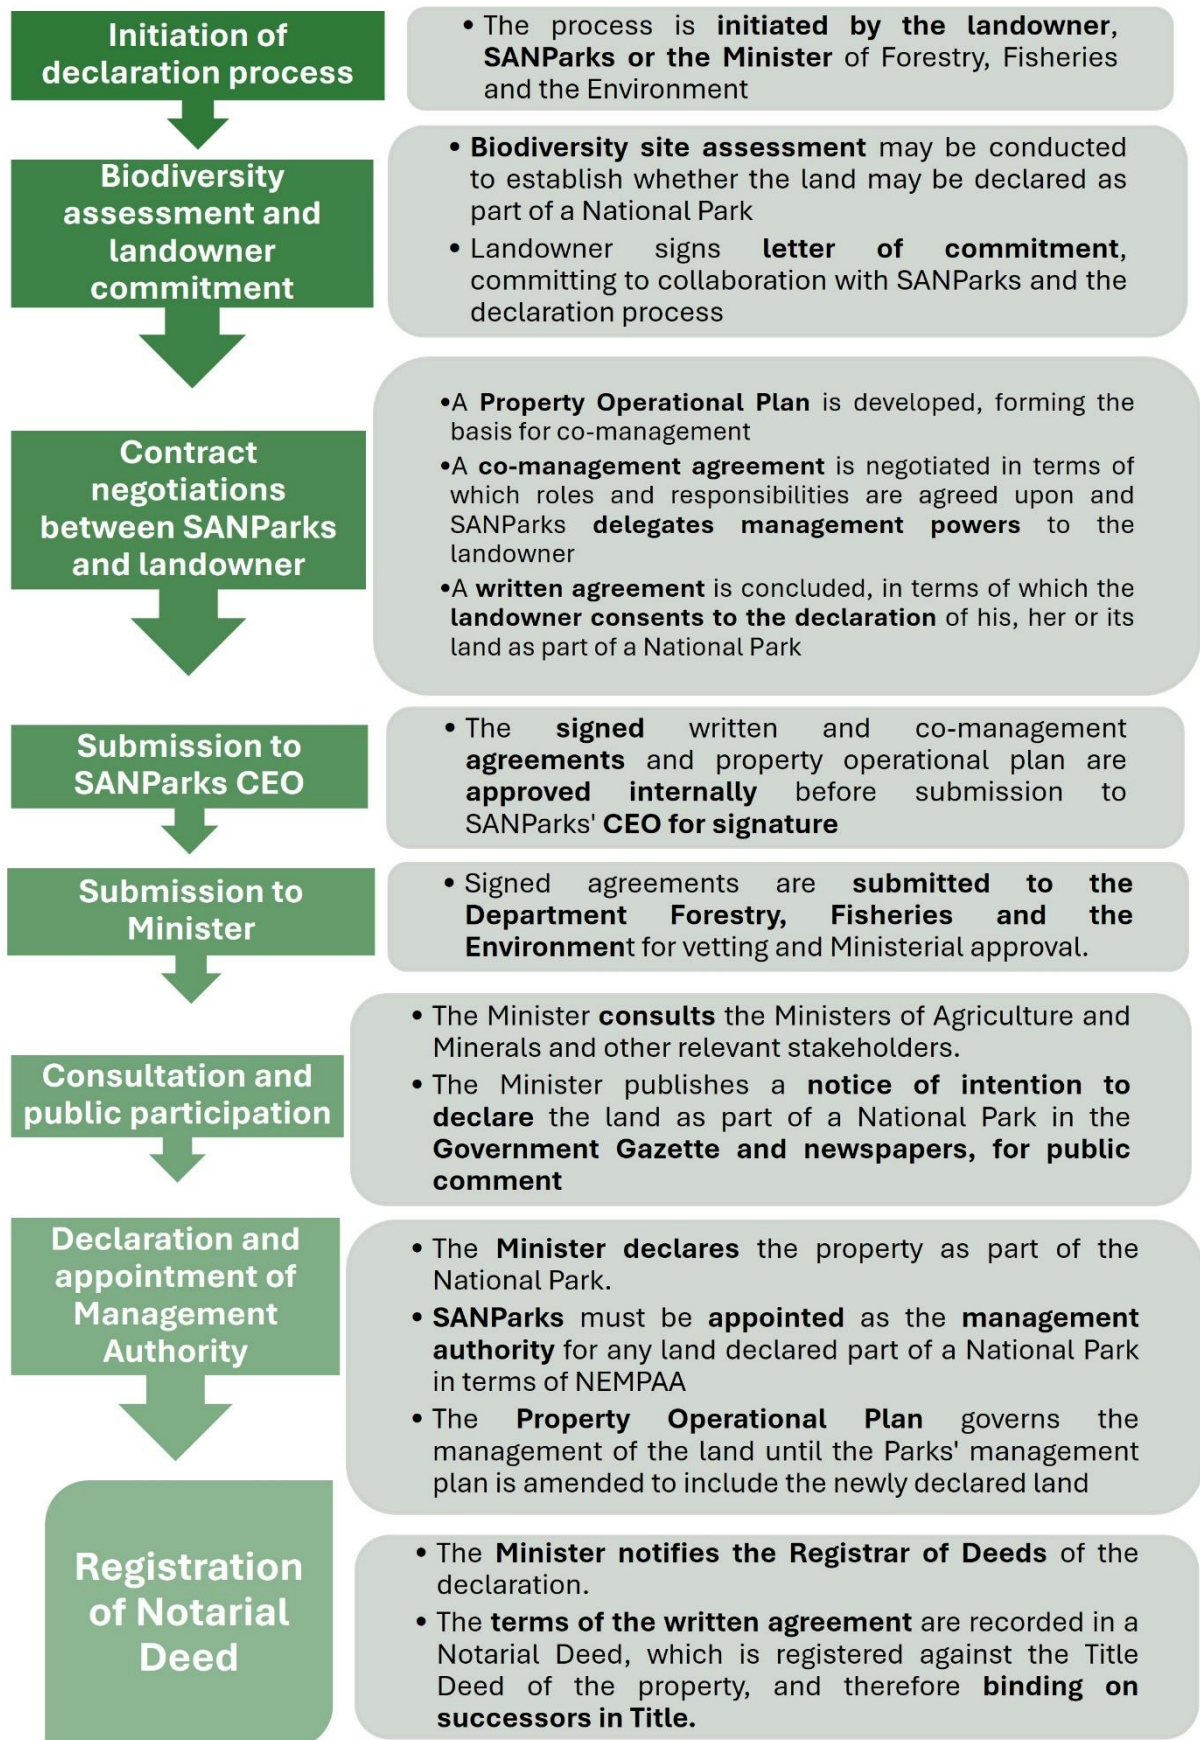 Initiation of
declaration process
• The process is initiated by the landowner,
SANParks or the Minister of Forestry, Fisheries
and the Environment
Biodiversity
assessment and
landowner
commitment
• Biodiversity site assessment may be conducted
to establish whether the land may be declared as
part of a National Park
• Landowner signs letter of commitment,
committing to collaboration with SANParks and the
declaration process
Contract
negotiations
between SANParks
and landowner
•A Property Operational Plan is developed, forming the
basis for co-management
•A co-management agreement is negotiated in terms of
which roles and responsibilities are agreed upon and
SANParks delegates management powers to the
landowner
•A written agreement is concluded, in terms of which the
landowner consents to the declaration of his, her or its
land as part of a National Park
Submission to
SANParks CEO
• The signed written and co-management
agreements and property operational plan are
approved internally before submission to
SANParks' CEO for signature
Submission to
Minister
• Signed agreements are submitted to the
Department Forestry, Fisheries and the
Environment for vetting and Ministerial approval.
Consultation and
public participation
• The Minister consults the Ministers of Agriculture and
Minerals and other relevant stakeholders.
• The Minister publishes a notice of intention to
declare the land as part of a National Park in the
Government Gazette and newspapers, for public
comment
Declaration and
appointment of
Management
Authority
• The Minister declares the property as part of the
National Park.
• SANParks must be appointed as the management
authority for any land declared part of a National Park
in terms of NEMPAA
• The Property Operational Plan governs the
management of the land until the Parks' management
plan is amended to include the newly declared land
Registration
of Notarial
Deed
• The Minister notifies the Registrar of Deeds of the
declaration.
• The terms of the written agreement are recorded in a
Notarial Deed, which is registered against the Title
Deed of the property, and therefore binding on
successors in Title.